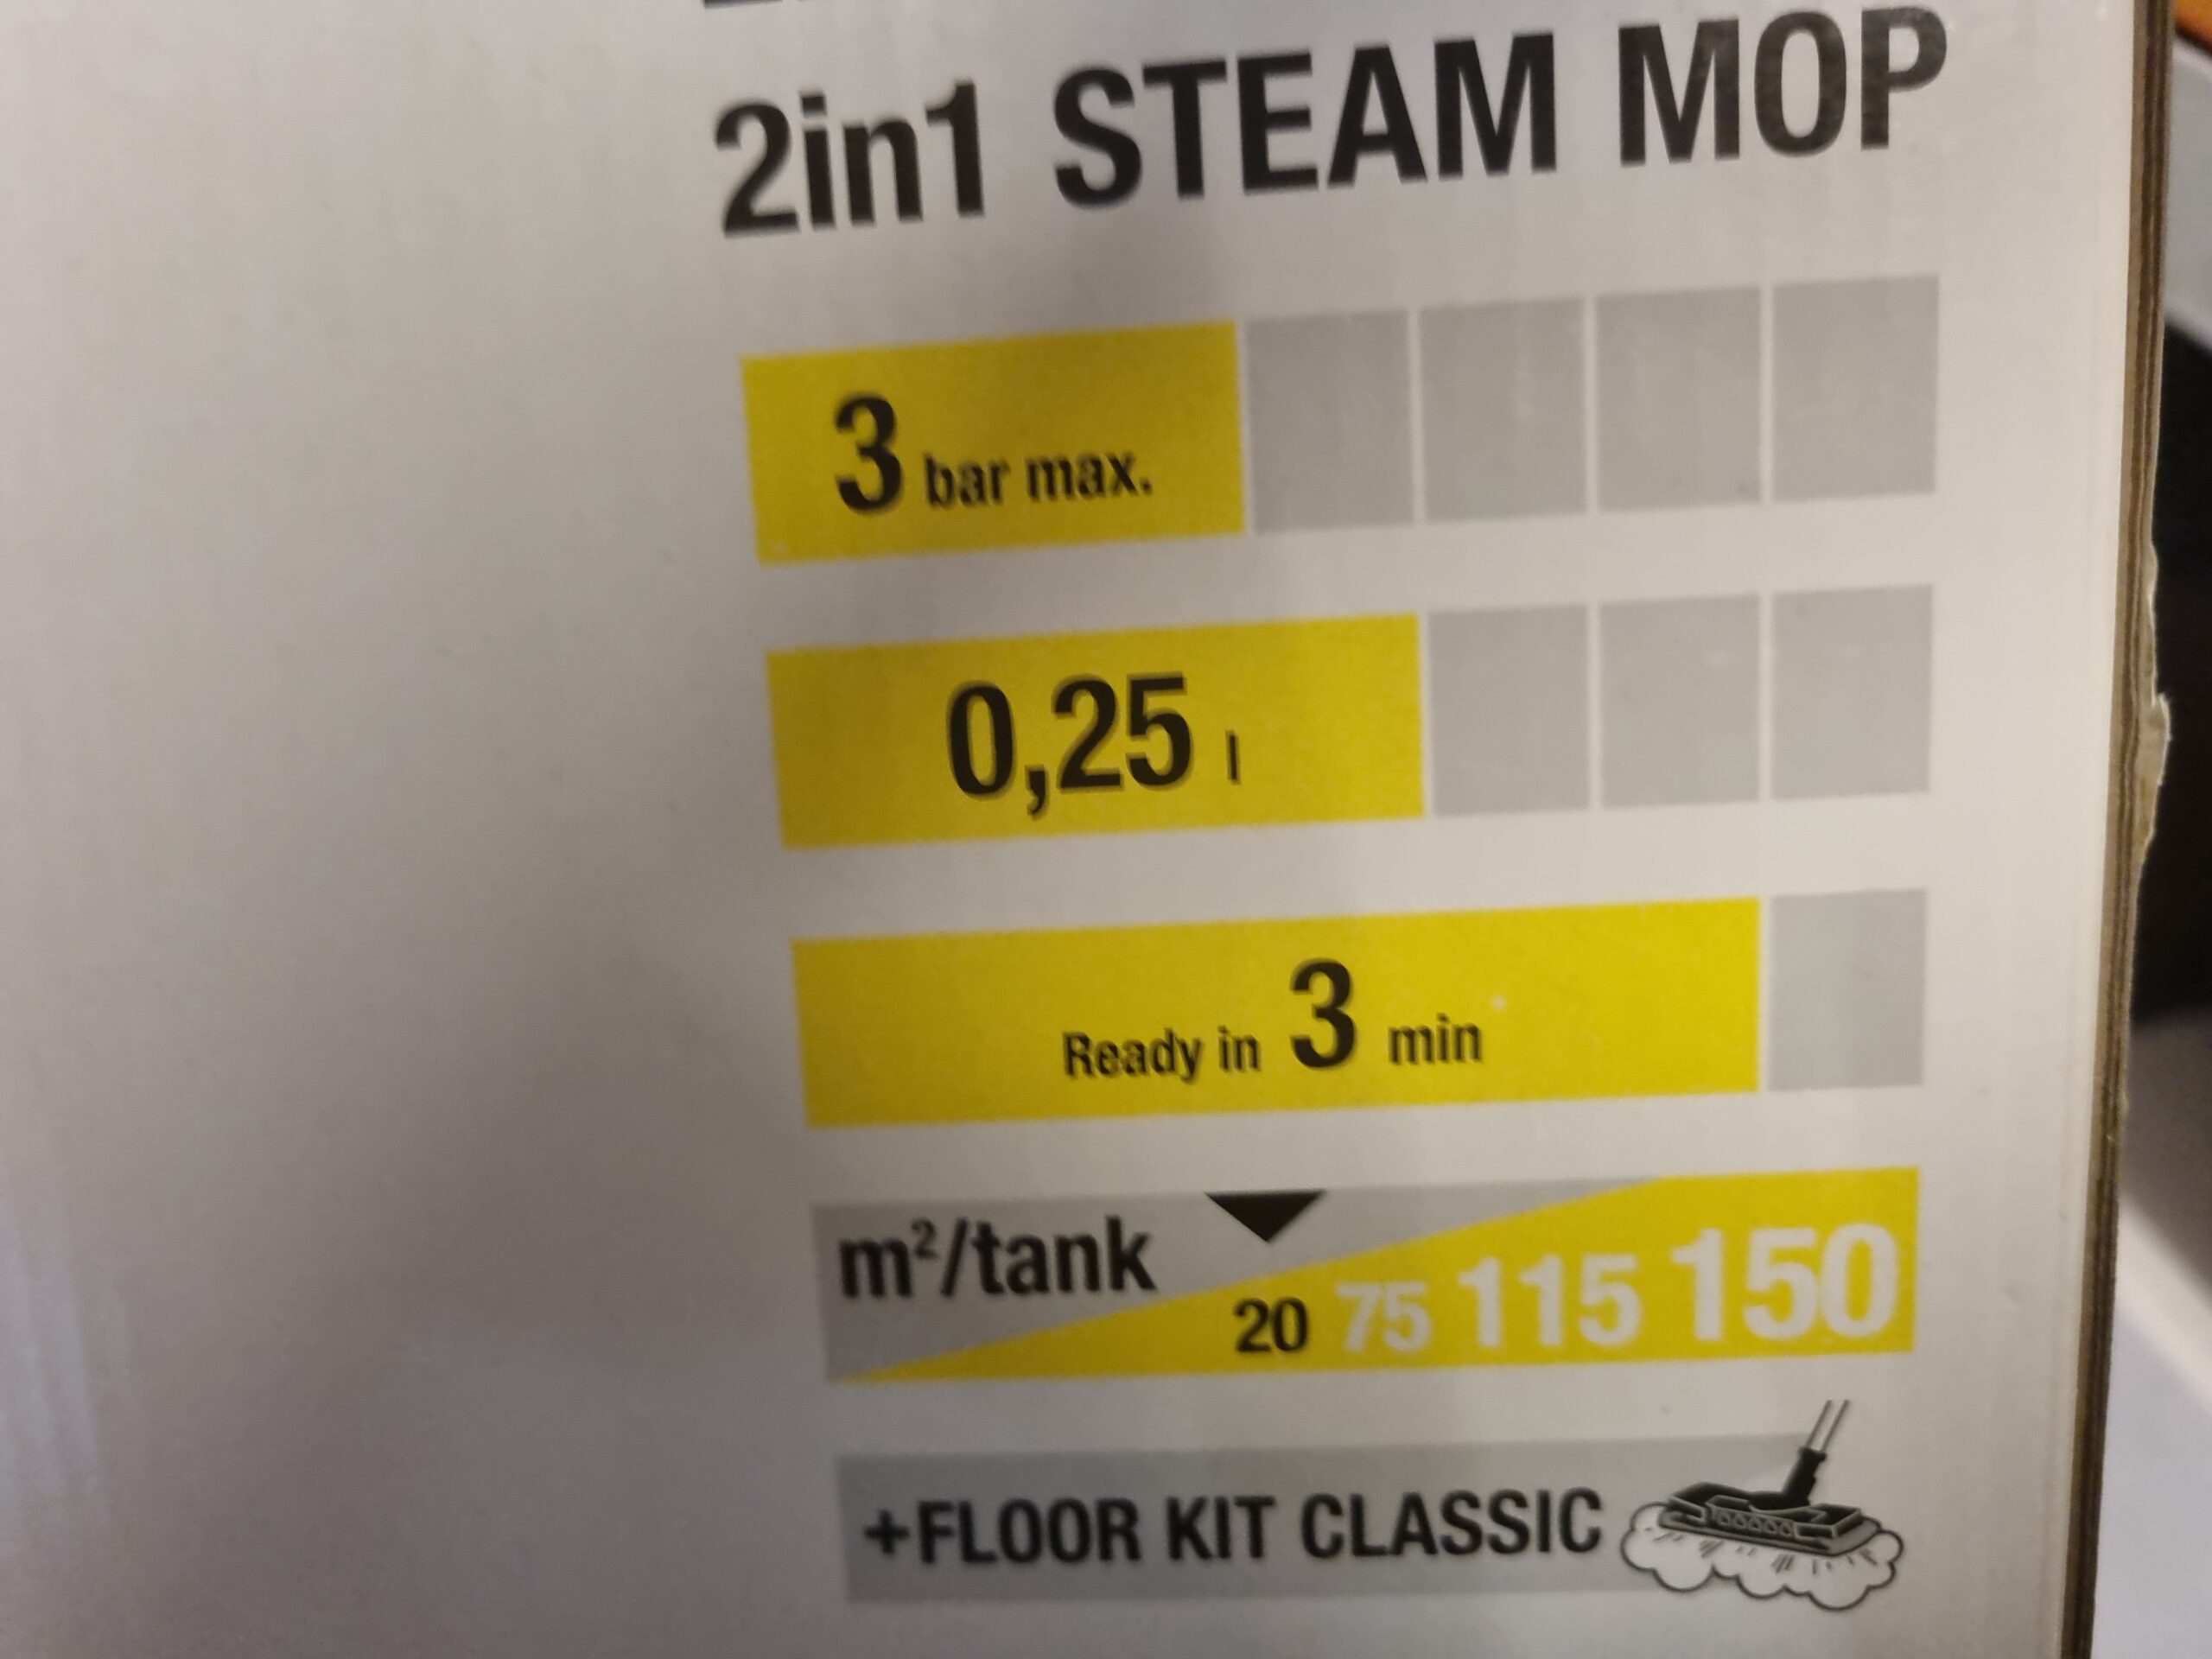 2in1 STEAM MOP
3 bar max.
0,25 l
Ready in 3 min
m²/tank
20 75 115 150
+FLOOR KIT CLASSIC